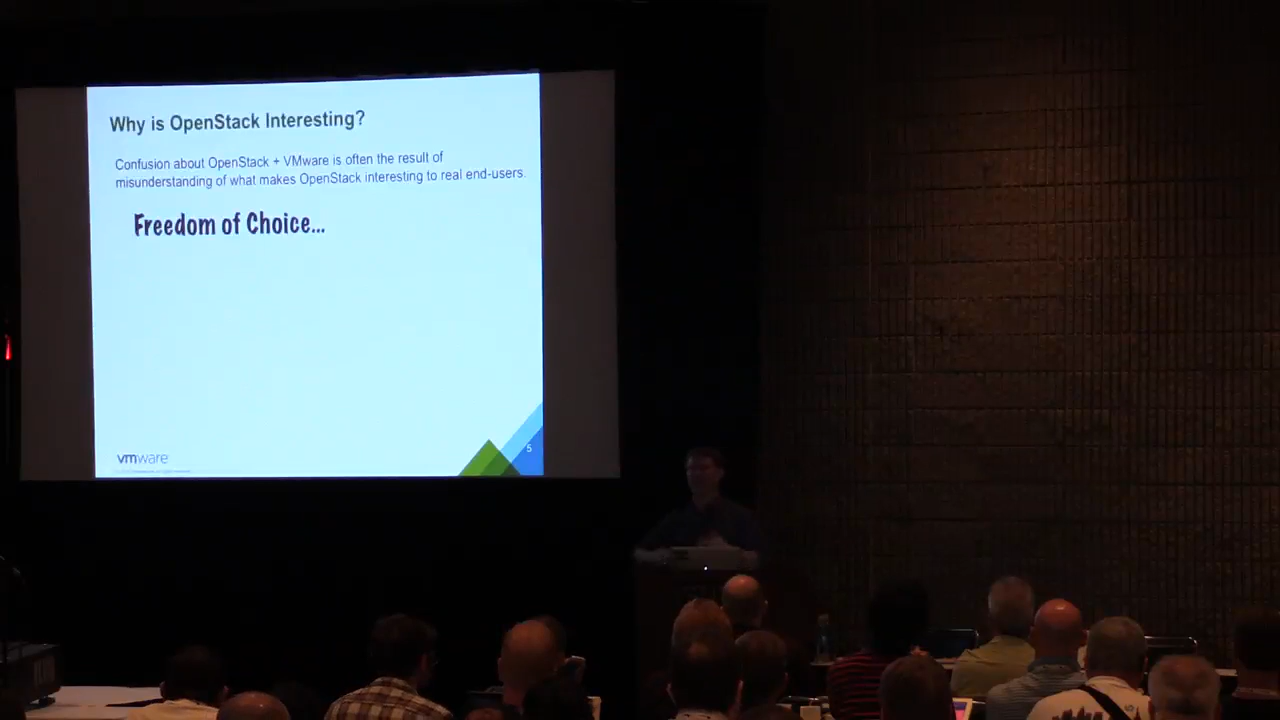 Why is OpenStack Interesting?
Confusion about OpenStack + VMware is often the result of
misunderstanding of what makes OpenStack interesting to real end-users.
Freedom of Choice...
vmware
5